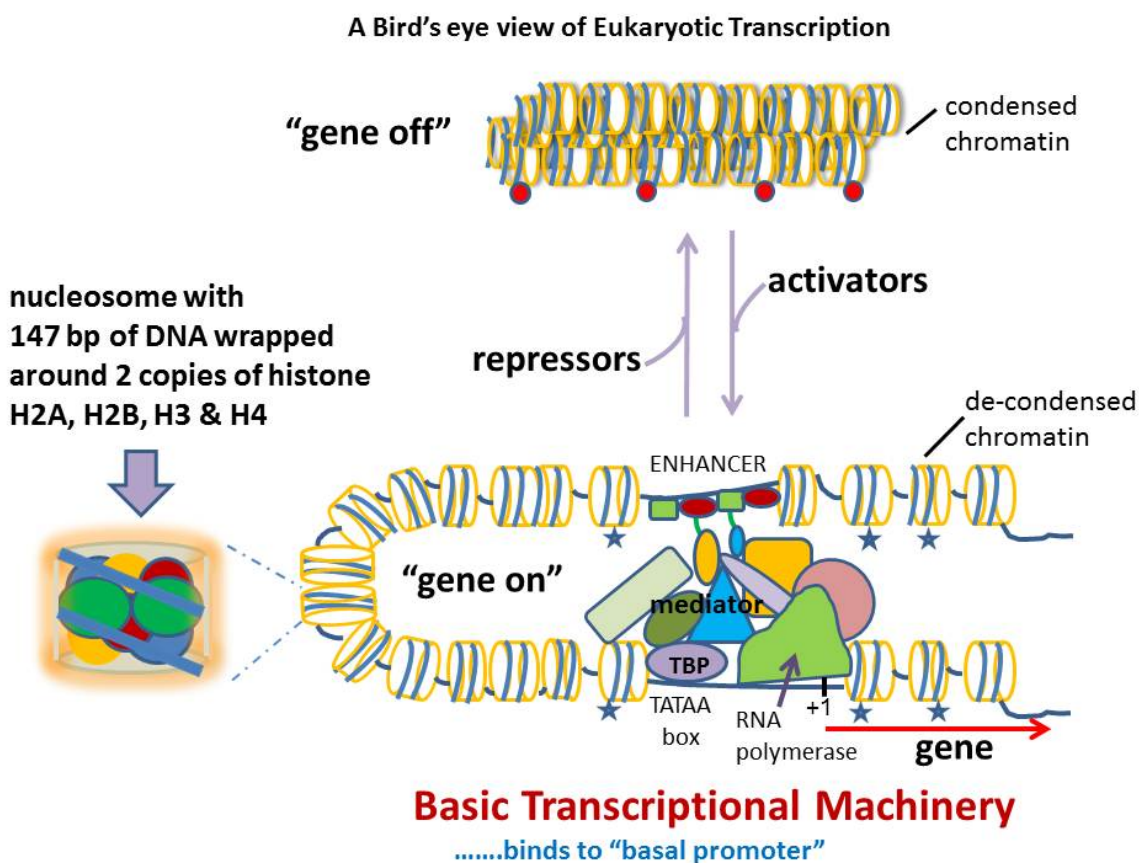 A Bird’s eye view of Eukaryotic Transcription
“gene off”
condensed
chromatin
activators
repressors
nucleosome with
147 bp of DNA wrapped
around 2 copies of histone
H2A, H2B, H3 & H4
de-condensed
chromatin
ENHANCER
“gene on”
mediator
TBP
TATAA
box
RNA
polymerase
+1
gene
Basic Transcriptional Machinery
…….binds to “basal promoter”